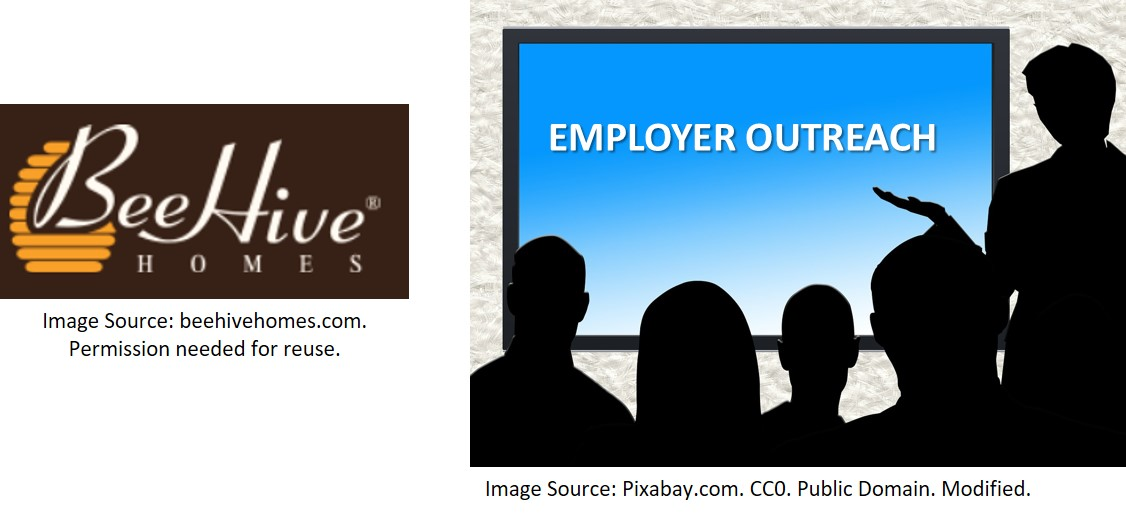 BeeHive®
HOMES
Image Source: beehivehomes.com.
Permission needed for reuse.
EMPLOYER OUTREACH
Image Source: Pixabay.com. CC0. Public Domain. Modified.